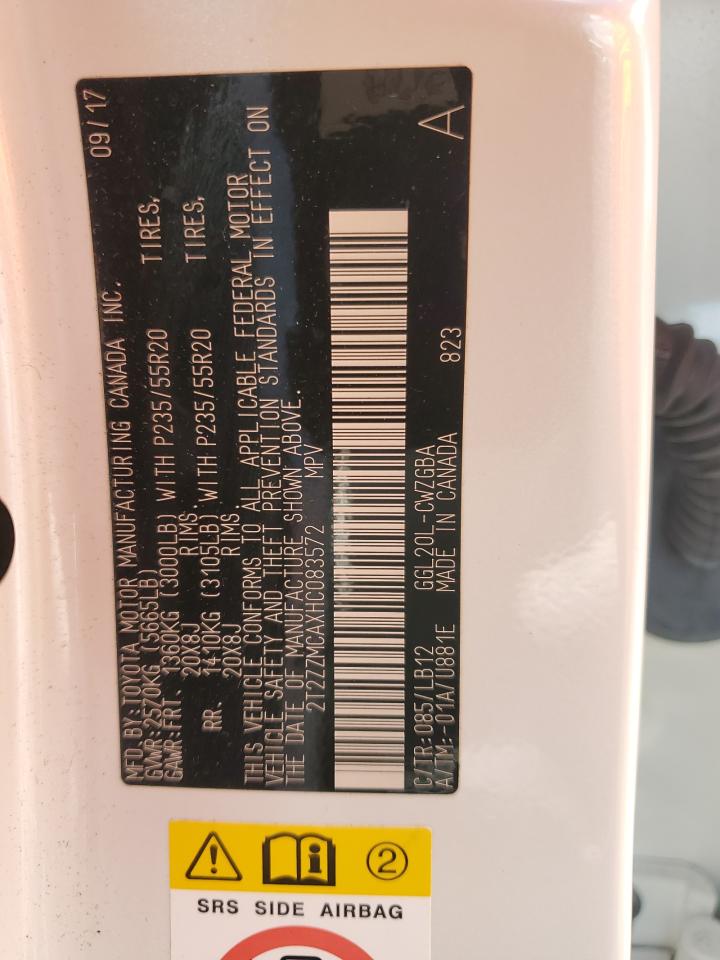 MFD.BY:TOYOTA MOTOR MANUFACTURING CANADA INC. 09/17
GVWR:2570KG (5665LB)
GAWR:FRT. 1360KG (3000LB) WITH P235/55R20 TIRES,
20X8J RIMS.
RR. 1410KG (3105LB) WITH P235/55R20 TIRES,
20X8J RIMS.
THIS VEHICLE CONFORMS TO ALL APPLICABLE FEDERAL MOTOR
VEHICLE SAFETY AND THEFT PREVENTION STANDARDS IN EFFECT ON
THE DATE OF MANUFACTURE SHOWN ABOVE.
2T2ZZMCAXHC083572 MPV
C/TR:085/LB12 GGL20L-CWZGBA A
A/TM:-01A/U881E MADE IN CANADA 823
2
SRS SIDE AIRBAG